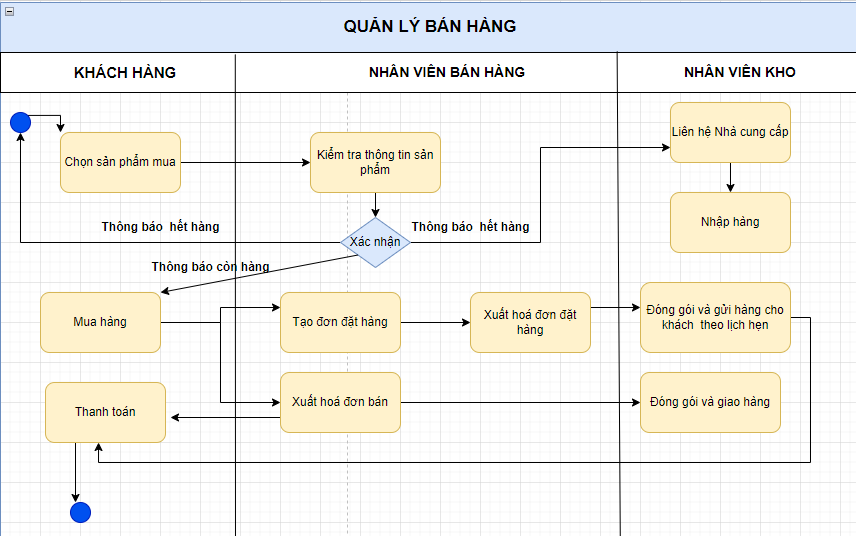 QUẢN LÝ BÁN HÀNG
KHÁCH HÀNG
NHÂN VIÊN BÁN HÀNG
NHÂN VIÊN KHO
Chọn sản phẩm mua
Kiểm tra thông tin sản
phẩm
Liên hệ Nhà cung cấp
Nhập hàng
Thông báo hết hàng
Xác nhận
Thông báo hết hàng
Thông báo còn hàng
Mua hàng
Tạo đơn đặt hàng
Xuất hoá đơn đặt
hàng
Đóng gói và gửi hàng cho
khách theo lịch hẹn
Thanh toán
Xuất hoá đơn bán
Đóng gói và giao hàng